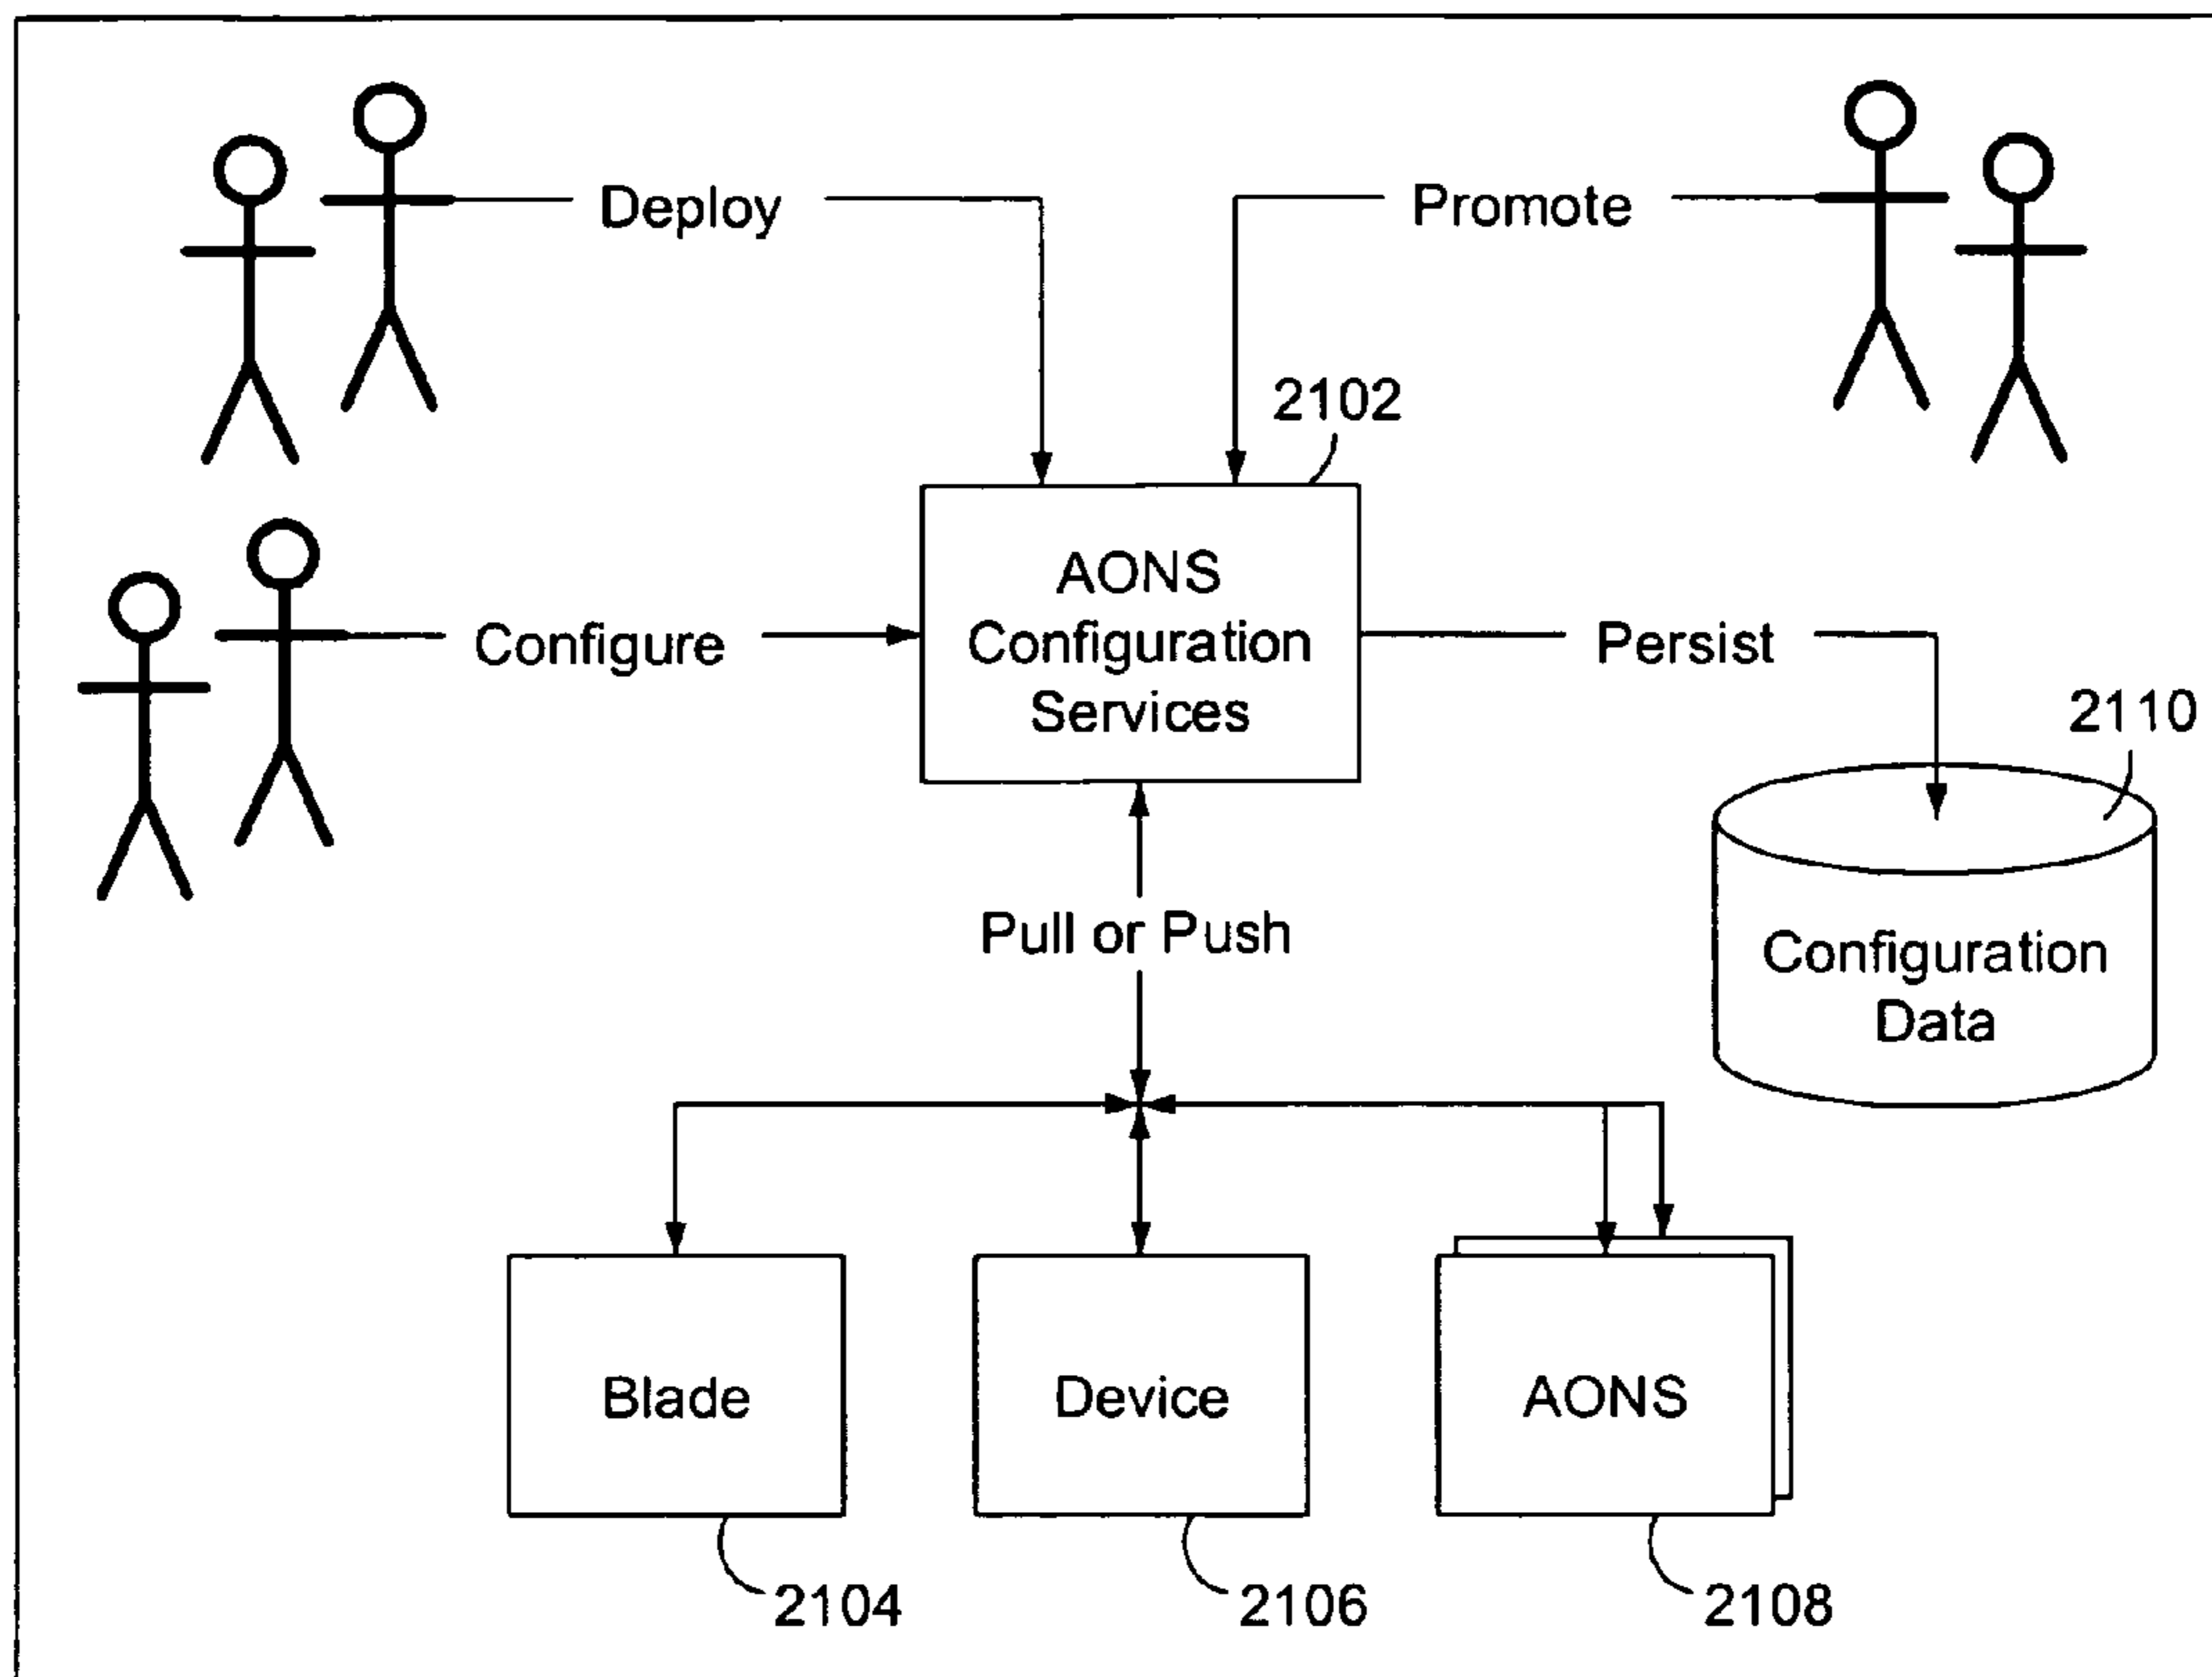 Deploy
Promote
2102
AONS
Configuration
Services
Configure
Persist
2110
Pull or Push
Configuration
Data
Blade
Device
AONS
2104
2106
2108